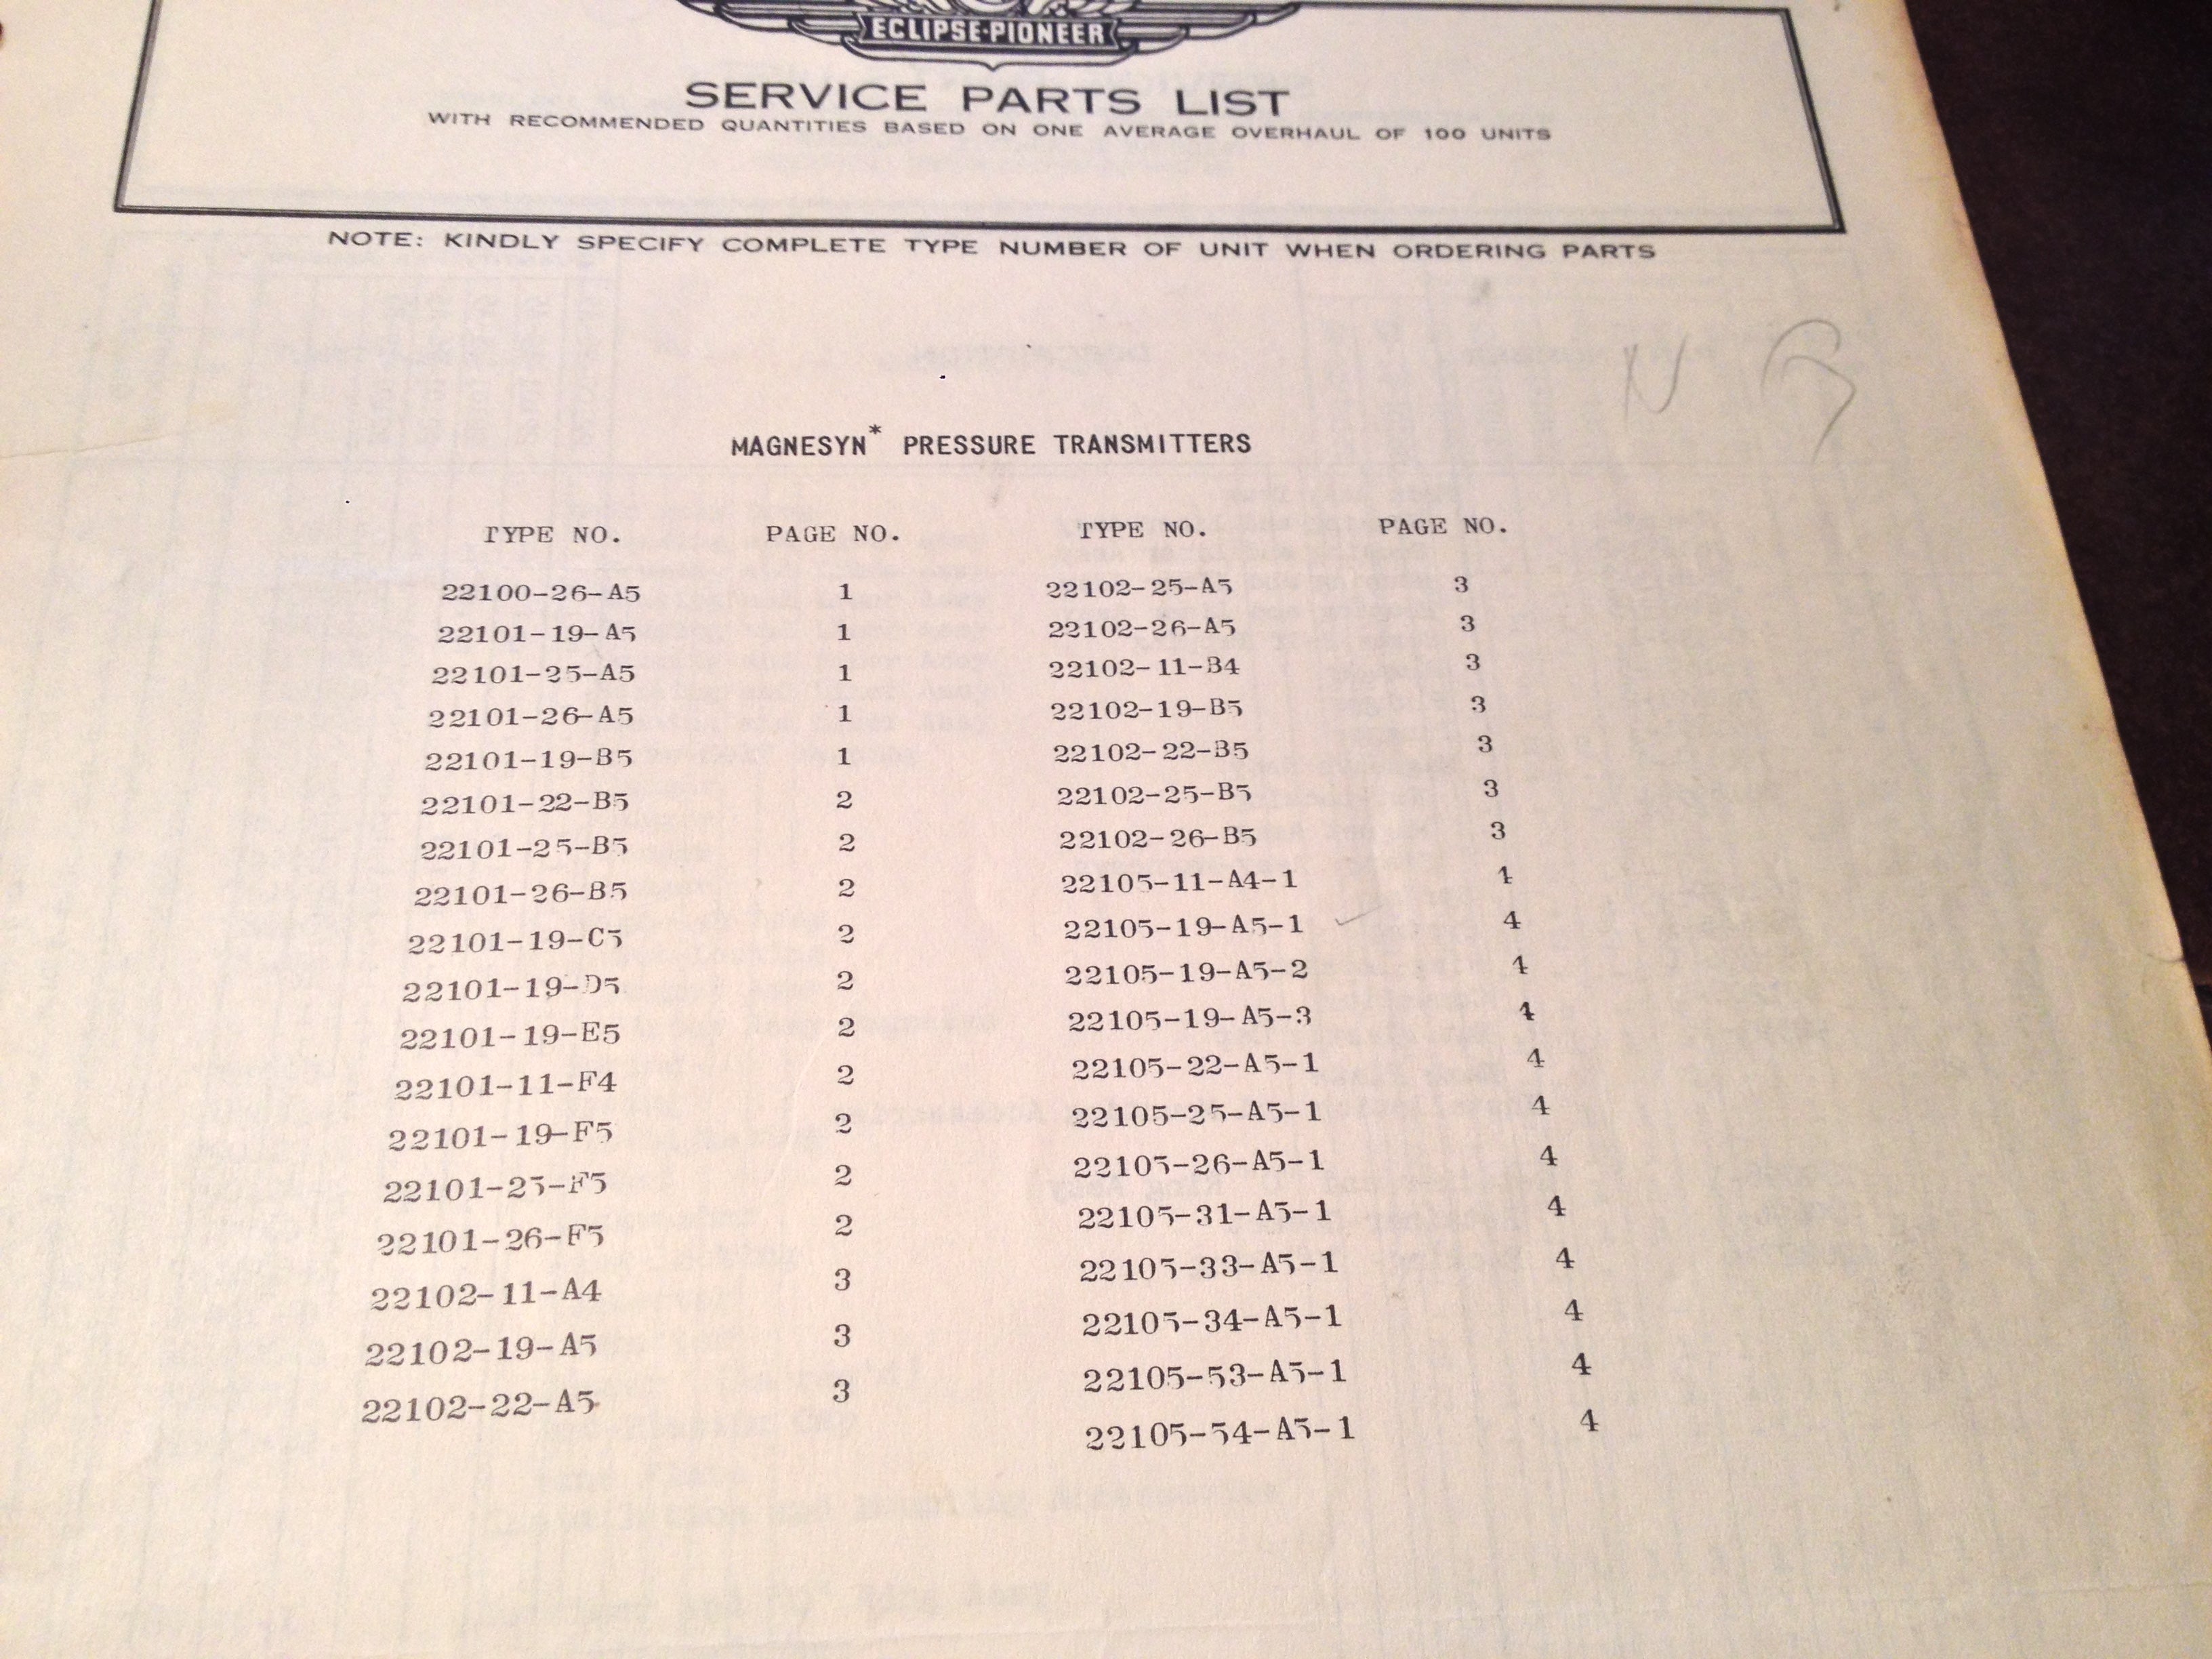 ECLIPSE-PIONEER
SERVICE PARTS LIST
WITH RECOMMENDED QUANTITIES BASED ON ONE AVERAGE OVERHAUL OF 100 UNITS
NOTE: KINDLY SPECIFY COMPLETE TYPE NUMBER OF UNIT WHEN ORDERING PARTS
MAGNESYN* PRESSURE TRANSMITTERS
TYPE NO. PAGE NO. TYPE NO. PAGE NO.
22100-26-A5 1 22102-25-A5 3
22101-19-A5 1 22102-26-A5 3
22101-25-A5 1 22102-11-B4 3
22101-26-A5 1 22102-19-B5 3
22101-19-B5 1 22102-22-B5 3
22101-22-B5 2 22102-25-B5 3
22101-25-B5 2 22102-26-B5 3
22101-26-B5 2 22105-11-A4-1 4
22101-19-C5 2 22105-19-A5-1 4
22101-19-D5 2 22105-19-A5-2 4
22101-19-E5 2 22105-19-A5-3 4
22101-11-F4 2 22105-22-A5-1 4
22101-19-F5 2 22105-25-A5-1 4
22101-25-F5 2 22105-26-A5-1 4
22101-26-F5 2 22105-31-A5-1 4
22102-11-A4 3 22105-33-A5-1 4
22102-19-A5 3 22105-34-A5-1 4
22102-22-A5 3 22105-53-A5-1 4
22105-54-A5-1 4